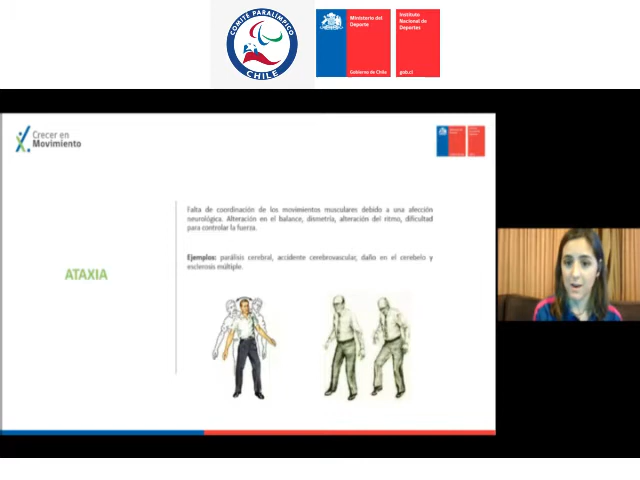 COMITÉ PARALÍMPICO
CHILE
Ministerio del
Deporte
Gobierno de Chile
Instituto
Nacional de
Deportes
gob.cl
Crecer en
Movimiento
Falta de coordinación de los movimientos musculares debido a una afección
neurológica. Alteración en el balance, dismetría, alteración del ritmo, dificultad
para controlar la fuerza.
ATAXIA
Ejemplos: parálisis cerebral, accidente cerebrovascular, daño en el cerebelo y
esclerosis múltiple.